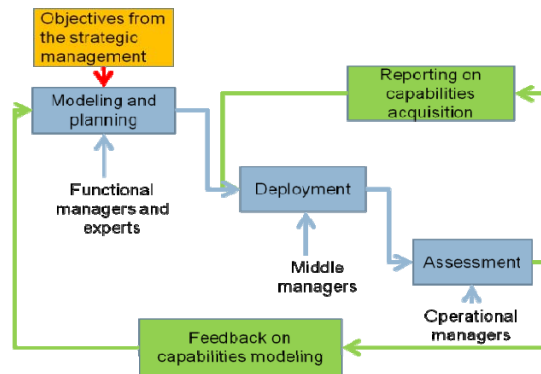 Objectives from
the strategic
management
Modeling and
planning
Reporting on
capabilities
acquisition
Functional
managers and
experts
Deployment
Middle
managers
Assessment
Operational
managers
Feedback on
capabilities modeling